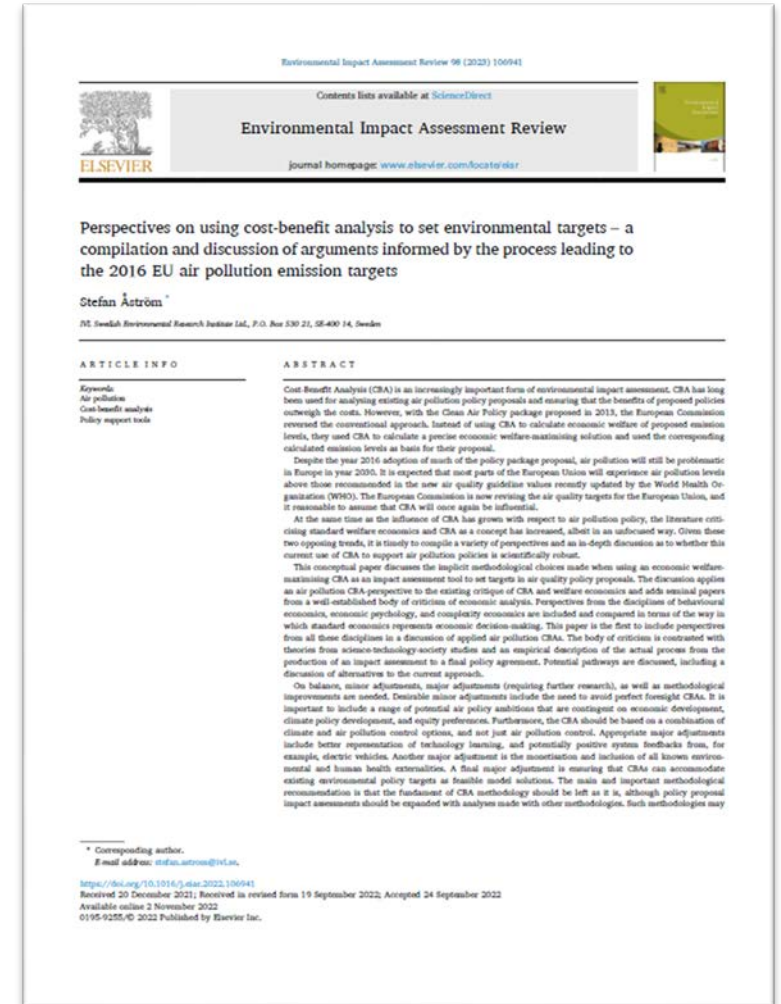 Environmental Impact Assessment Review 98 (2023) 106941
Contents lists available at ScienceDirect
Environmental Impact Assessment Review
journal homepage: www.elsevier.com/locate/eiar
ELSEVIER
Perspectives on using cost-benefit analysis to set environmental targets – a
compilation and discussion of arguments informed by the process leading to
the 2016 EU air pollution emission targets
Stefan Åström *
IVL Swedish Environmental Research Institute Ltd., P.O. Box 530 21, SE-400 14, Sweden
ARTICLE INFO
Keywords:
Air pollution
Cost-benefit analysis
Policy support tools
ABSTRACT
Cost-Benefit Analysis (CBA) is an increasingly important form of environmental impact assessment. CBA has long
been used for analysing existing air pollution policy proposals and ensuring that the benefits of proposed policies
outweigh the costs. However, with the Clean Air Policy package proposed in 2013, the European Commission
reversed the conventional approach. Instead of using CBA to calculate economic welfare of proposed emission
levels, they used CBA to calculate a precise economic welfare-maximising solution and used the corresponding
calculated emission levels as basis for their proposal.
Despite the year 2016 adoption of much of the policy package proposal, air pollution will still be problematic
in Europe in year 2030. It is expected that most parts of the European Union will experience air pollution levels
above those recommended in the new air quality guideline values recently updated by the World Health Or-
ganization (WHO). The European Commission is now revising the air quality targets for the European Union, and
it reasonable to assume that CBA will once again be influential.
At the same time as the influence of CBA has grown with respect to air pollution policy, the literature criti-
cising standard welfare economics and CBA as a concept has increased, albeit in an unfocused way. Given these
two opposing trends, it is timely to compile a variety of perspectives and an in-depth discussion as to whether this
current use of CBA to support air pollution policies is scientifically robust.
This conceptual paper discusses the implicit methodological choices made when using an economic welfare-
maximising CBA as an impact assessment tool to set targets in air quality policy proposals. The discussion applies
an air pollution CBA-perspective to the existing critique of CBA and welfare economics and adds seminal papers
from a well-established body of criticism of economic analysis. Perspectives from the disciplines of behavioural
economics, economic psychology, and complexity economics are included and compared in terms of the way in
which standard economics represents economic decision-making. This paper is the first to include perspectives
from all these disciplines in a discussion of applied air pollution CBAs. The body of criticism is contrasted with
theories from science-technology-society studies and an empirical description of the actual process from the
production of an impact assessment to a final policy agreement. Potential pathways are discussed, including a
discussion of alternatives to the current approach.
On balance, minor adjustments, major adjustments (requiring further research), as well as methodological
improvements are needed. Desirable minor adjustments include the need to avoid perfect foresight CBAs. It is
important to include a range of potential air policy ambitions that are contingent on economic development,
climate policy development, and equity preferences. Furthermore, the CBA should be based on a combination of
climate and air pollution control options, and not just air pollution control. Appropriate major adjustments
include better representation of technology learning, and potentially positive system feedbacks from, for
example, electric vehicles. Another major adjustment is the monetisation and inclusion of all known environ-
mental and human health externalities. A final major adjustment is ensuring that CBAs can accommodate
existing environmental policy targets as feasible model solutions. The main and important methodological
recommendation is that the fundament of CBA methodology should be left as it is, although policy proposal
impact assessments should be expanded with analyses made with other methodologies. Such methodologies may
* Corresponding author.
E-mail address: stefan.astrom@ivl.se.
https://doi.org/10.1016/j.eiar.2022.106941
Received 20 December 2021; Received in revised form 19 September 2022; Accepted 24 September 2022
Available online 2 November 2022
0195-9255/© 2022 Published by Elsevier Inc.